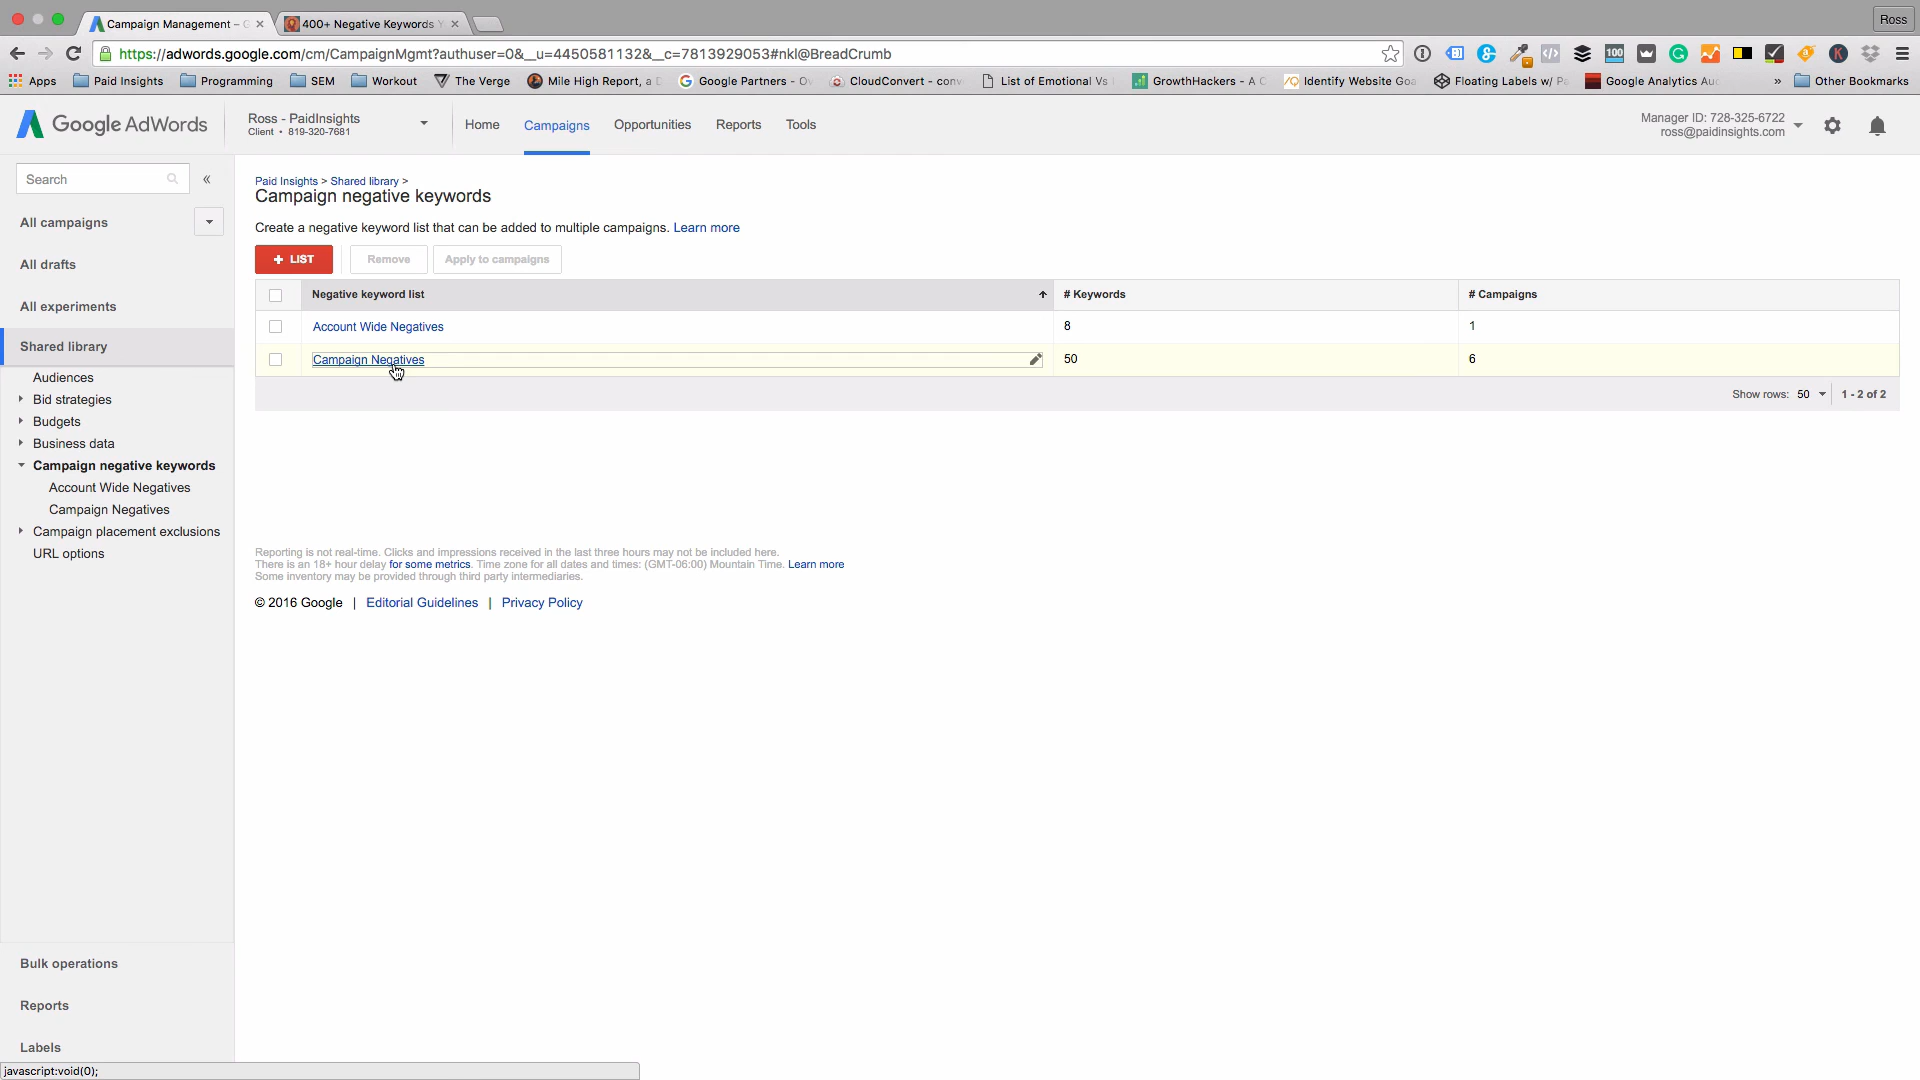 Campaign Management – G
400+ Negative Keywords Y
Ross
https://adwords.google.com/cm/CampaignMgmt?authuser=0&__u=4450581132&__c=7813929053#nkl@BreadCrumb
100
K
Apps
Paid Insights
Programming
SEM
Workout
The Verge
Mile High Report, a D
Google Partners - Ov
CloudConvert - conv
List of Emotional Vs
GrowthHackers - A C
Identify Website Goa
Floating Labels w/ Pa
Google Analytics Aud
»
Other Bookmarks
Google AdWords
Ross - PaidInsights
Client • 819-320-7681
Home
Campaigns
Opportunities
Reports
Tools
Manager ID: 728-325-6722
ross@paidinsights.com
Search
«
All campaigns
All drafts
All experiments
Shared library
Audiences
Bid strategies
Budgets
Business data
Campaign negative keywords
Account Wide Negatives
Campaign Negatives
Campaign placement exclusions
URL options
Bulk operations
Reports
Labels
Paid Insights > Shared library >
Campaign negative keywords
Create a negative keyword list that can be added to multiple campaigns. Learn more
+ LIST
Remove
Apply to campaigns
Negative keyword list
# Keywords
# Campaigns
Account Wide Negatives
8
1
Campaign Negatives
50
6
Show rows: 50
1 - 2 of 2
Reporting is not real-time. Clicks and impressions received in the last three hours may not be included here.
There is an 18+ hour delay for some metrics. Time zone for all dates and times: (GMT-06:00) Mountain Time. Learn more
Some inventory may be provided through third party intermediaries.
© 2016 Google | Editorial Guidelines | Privacy Policy
javascript:void(0);